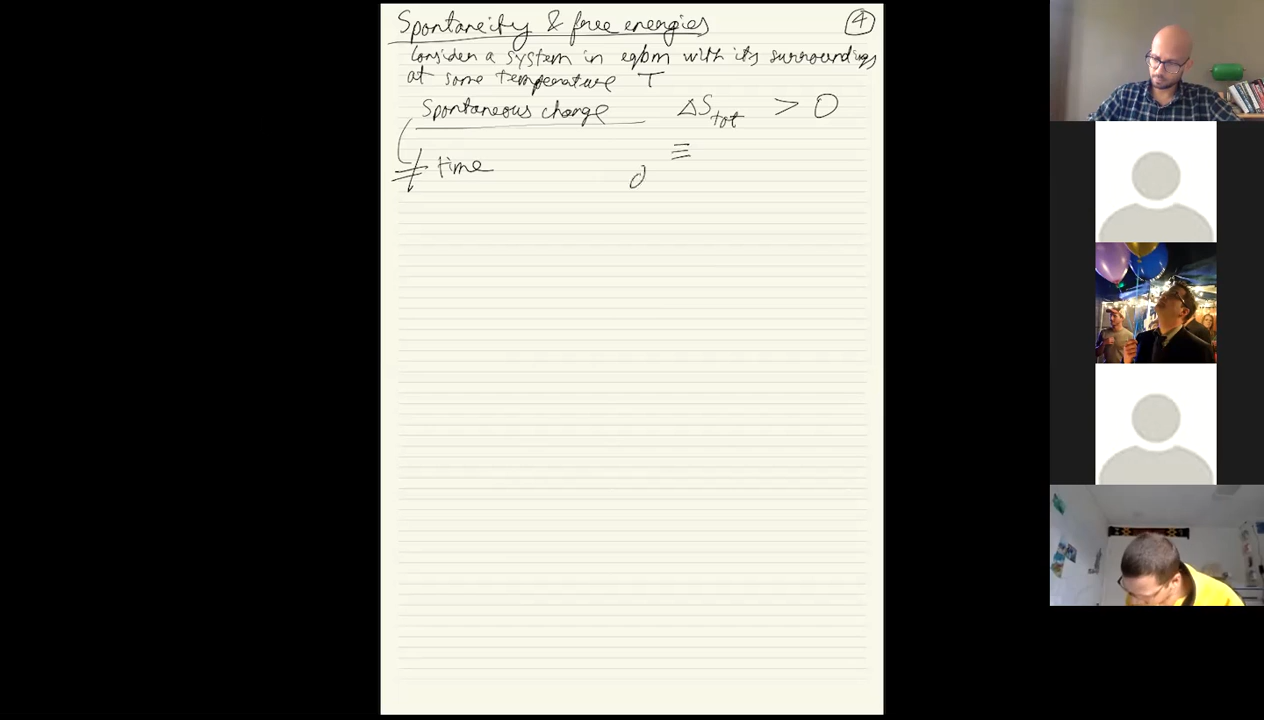 Spontaneity & free energies
4
Consider a system in eqbm with its surroundings
at some temperature T
Spontaneous change ΔS_tot > 0
≡
≠ time